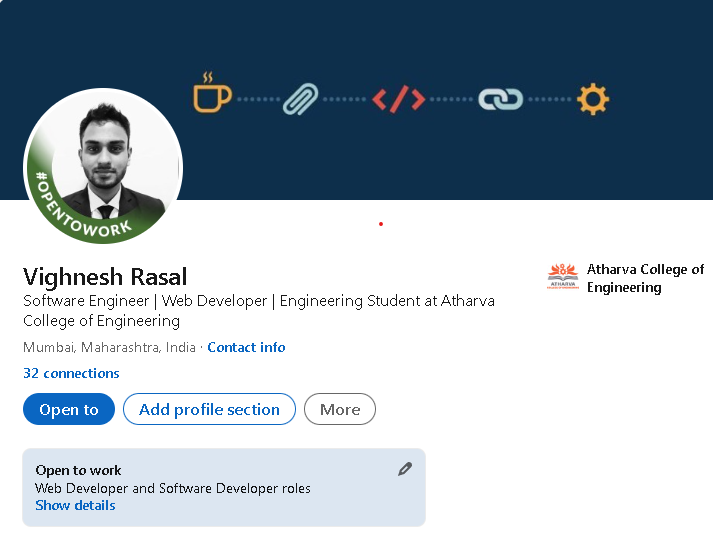 #OPENTOWORK
Vighnesh Rasal
Software Engineer | Web Developer | Engineering Student at Atharva
College of Engineering
Mumbai, Maharashtra, India · Contact info
32 connections
Open to
Add profile section
More
ATHARVA
Atharva College of
Engineering
Open to work
Web Developer and Software Developer roles
Show details